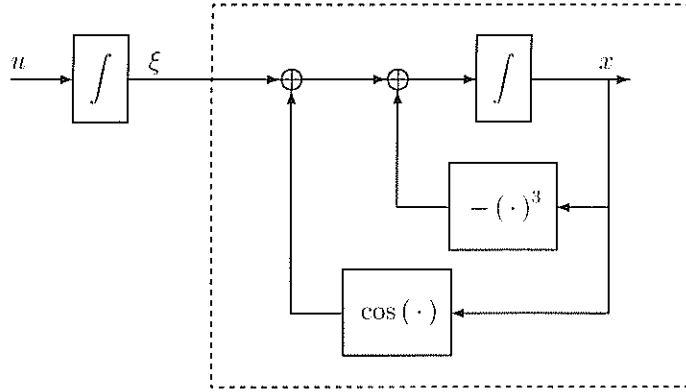 u
∫
ξ
∫
x
− ( · )³
cos ( · )